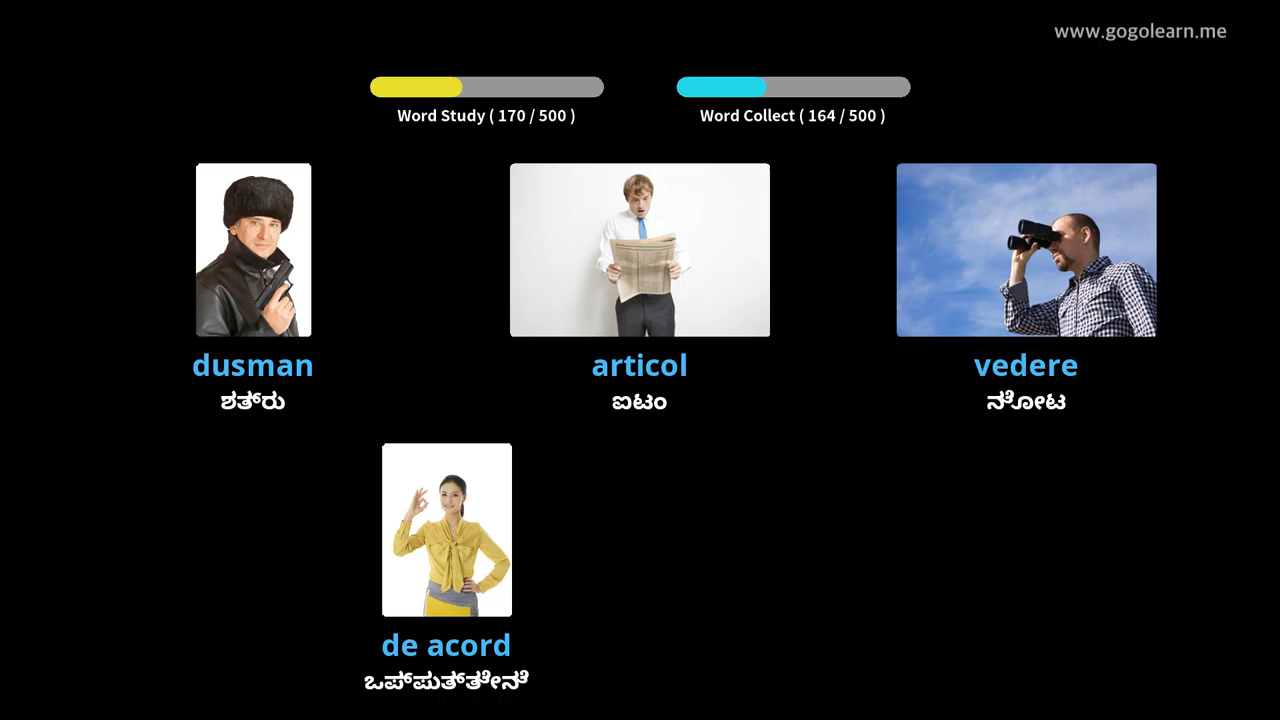 www.gogolearn.me
Word Study ( 170 / 500 )
Word Collect ( 164 / 500 )
dusman
ಶತ್ರು
articol
ಐಟಂ
vedere
ನೋಟ
de acord
ಒಪ್ಪುತ್ತೇನೆ